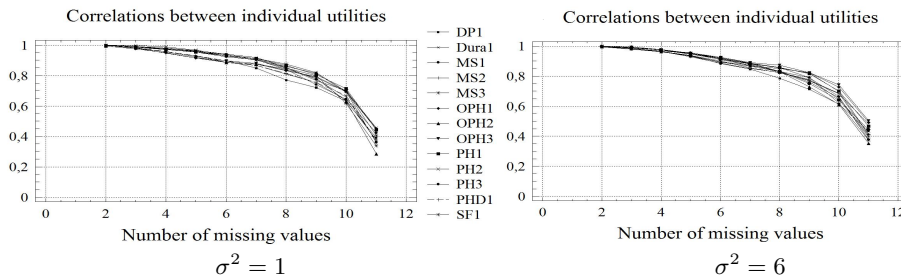 Correlations between individual utilities
1
0,8
0,6
0,4
0,2
0
0 2 4 6 8 10 12
Number of missing values
σ² = 1
DP1
Dura1
MS1
MS2
MS3
OPH1
OPH2
OPH3
PH1
PH2
PH3
PHD1
SF1
Correlations between individual utilities
1
0,8
0,6
0,4
0,2
0
0 2 4 6 8 10 12
Number of missing values
σ² = 6